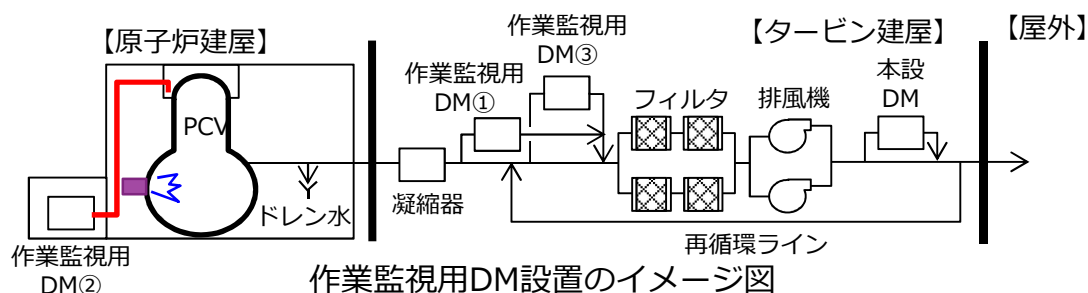 【原子炉建屋】
作業監視用
DM③
【タービン建屋】
【屋外】
作業監視用
DM①
フィルタ
排風機
本設
DM
PCV
ドレン水
凝縮器
再循環ライン
作業監視用
DM②
作業監視用DM設置のイメージ図